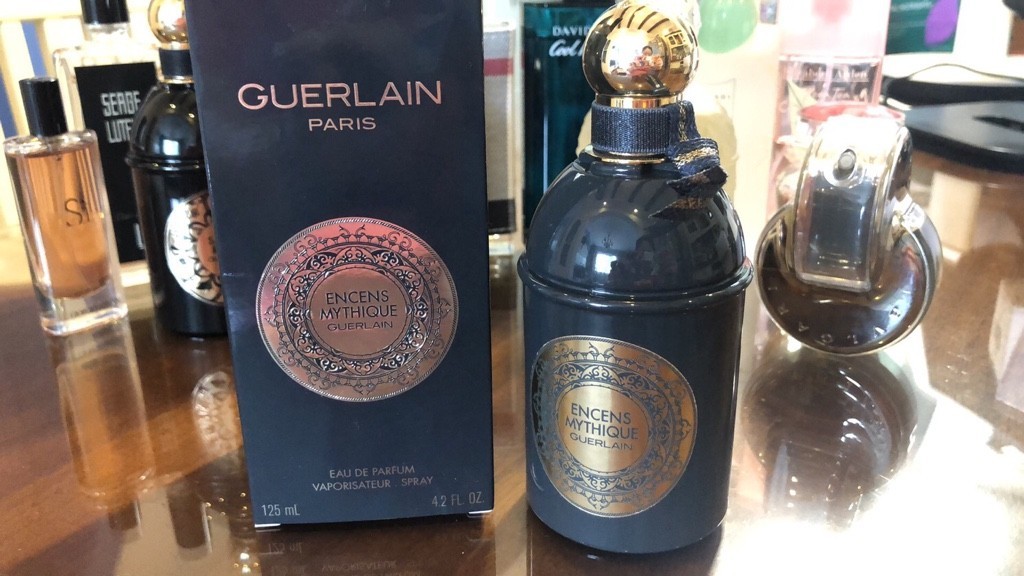 GUERLAIN
PARIS
ENCENS
MYTHIQUE
GUERLAIN
EAU DE PARFUM
VAPORISATEUR . SPRAY
125 mL
4.2 FL. OZ.
ENCENS
MYTHIQUE
GUERLAIN
SERGE
Sì
DAVID
Cool